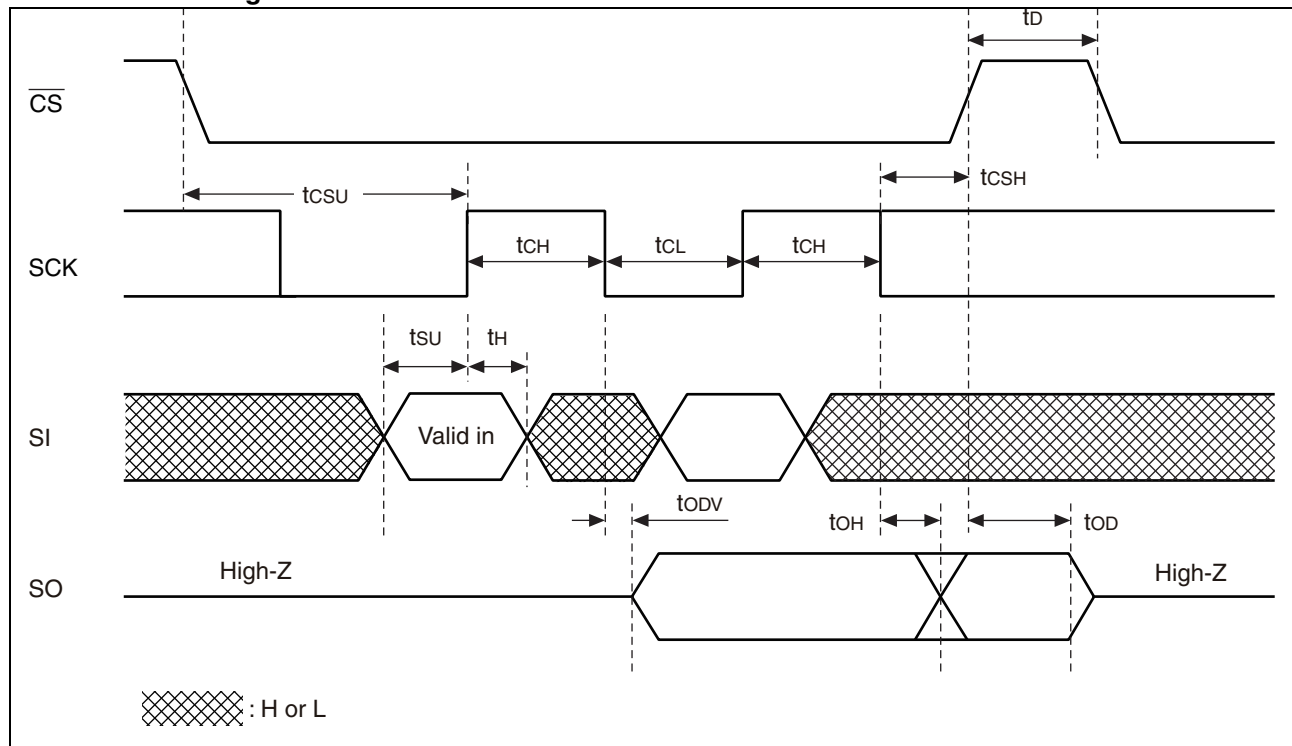 tD
CS
tCSU
tCSH
SCK
tCH
tCL
tCH
tSU
tH
SI
Valid in
tODV
tOH
tOD
SO
High-Z
High-Z
: H or L